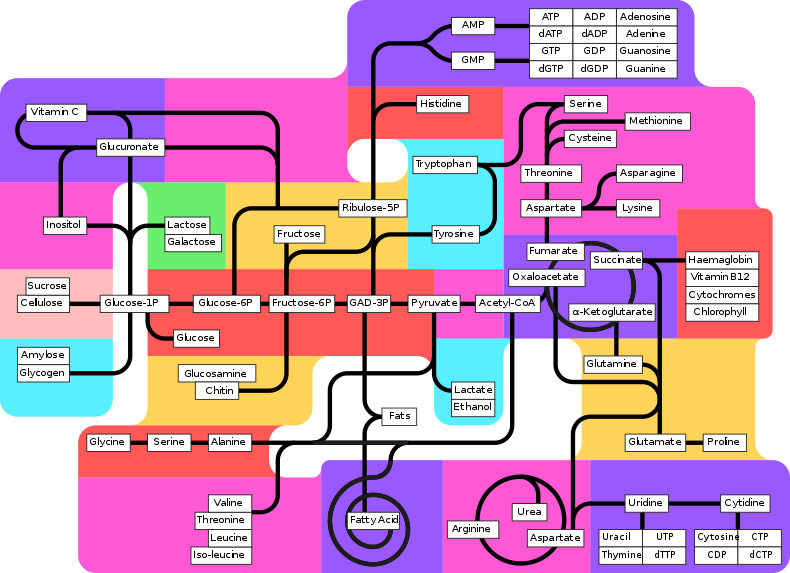 ATP ADP Adenosine
AMP
dATP dADP Adenine
GTP GDP Guanosine
GMP
dGTP dGDP Guanine
Vitamin C
Histidine
Serine
Methionine
Cysteine
Glucuronate
Tryptophan
Threonine
Asparagine
Ribulose-5P
Aspartate
Lysine
Inositol
Lactose
Galactose
Fructose
Tyrosine
Fumarate
Succinate
Haemaglobin
Oxaloacetate
Vitamin B12
Sucrose
Cytochromes
Cellulose
Glucose-1P
Glucose-6P
Fructose-6P
GAD-3P
Pyruvate
Acetyl-CoA
α-Ketoglutarate
Chlorophyll
Glucose
Amylose
Glycogen
Glutamine
Glucosamine
Chitin
Lactate
Ethanol
Fats
Glycine
Serine
Alanine
Glutamate
Proline
Valine
Threonine
Leucine
Iso-leucine
Fatty Acid
Urea
Arginine
Aspartate
Uridine
Cytidine
Uracil UTP
Cytosine CTP
Thymine dTTP
CDP dCTP